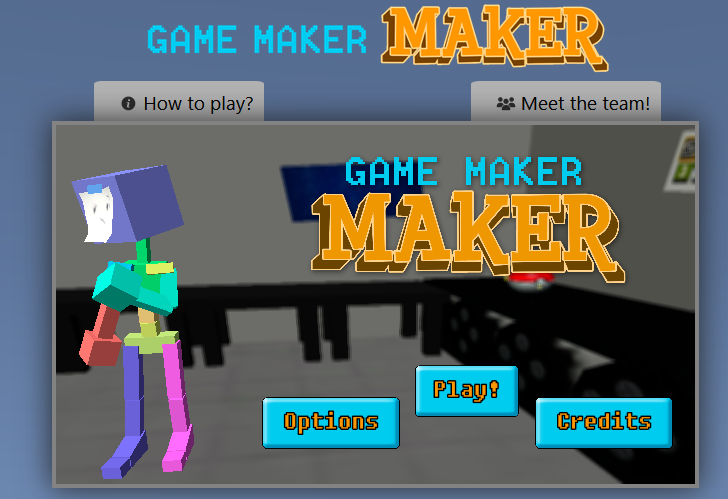 GAME MAKER MAKER
How to play?
Meet the team!
GAME MAKER
MAKER
Play!
Options
Credits